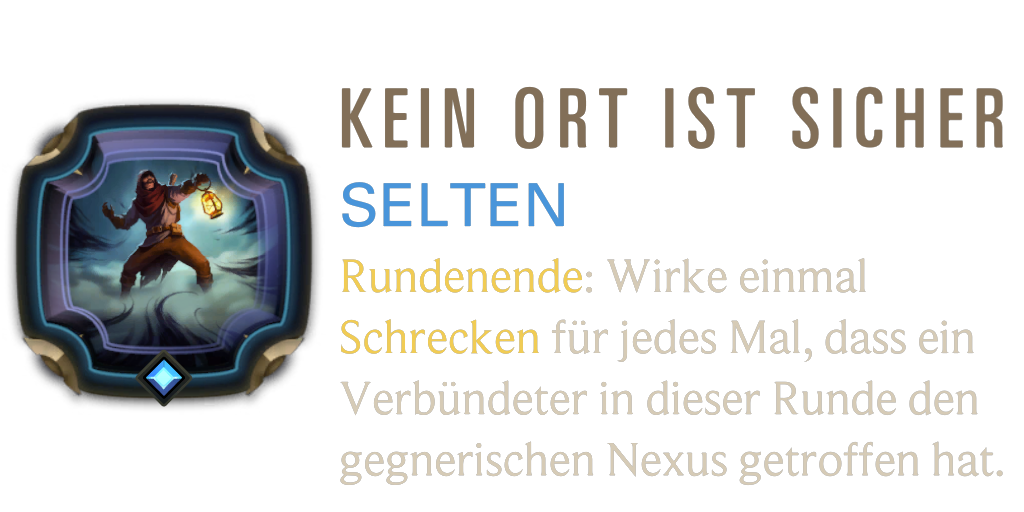 KEIN ORT IST SICHER
SELTEN
Rundenende: Wirke einmal
Schrecken für jedes Mal, dass ein
Verbündeter in dieser Runde den
gegnerischen Nexus getroffen hat.